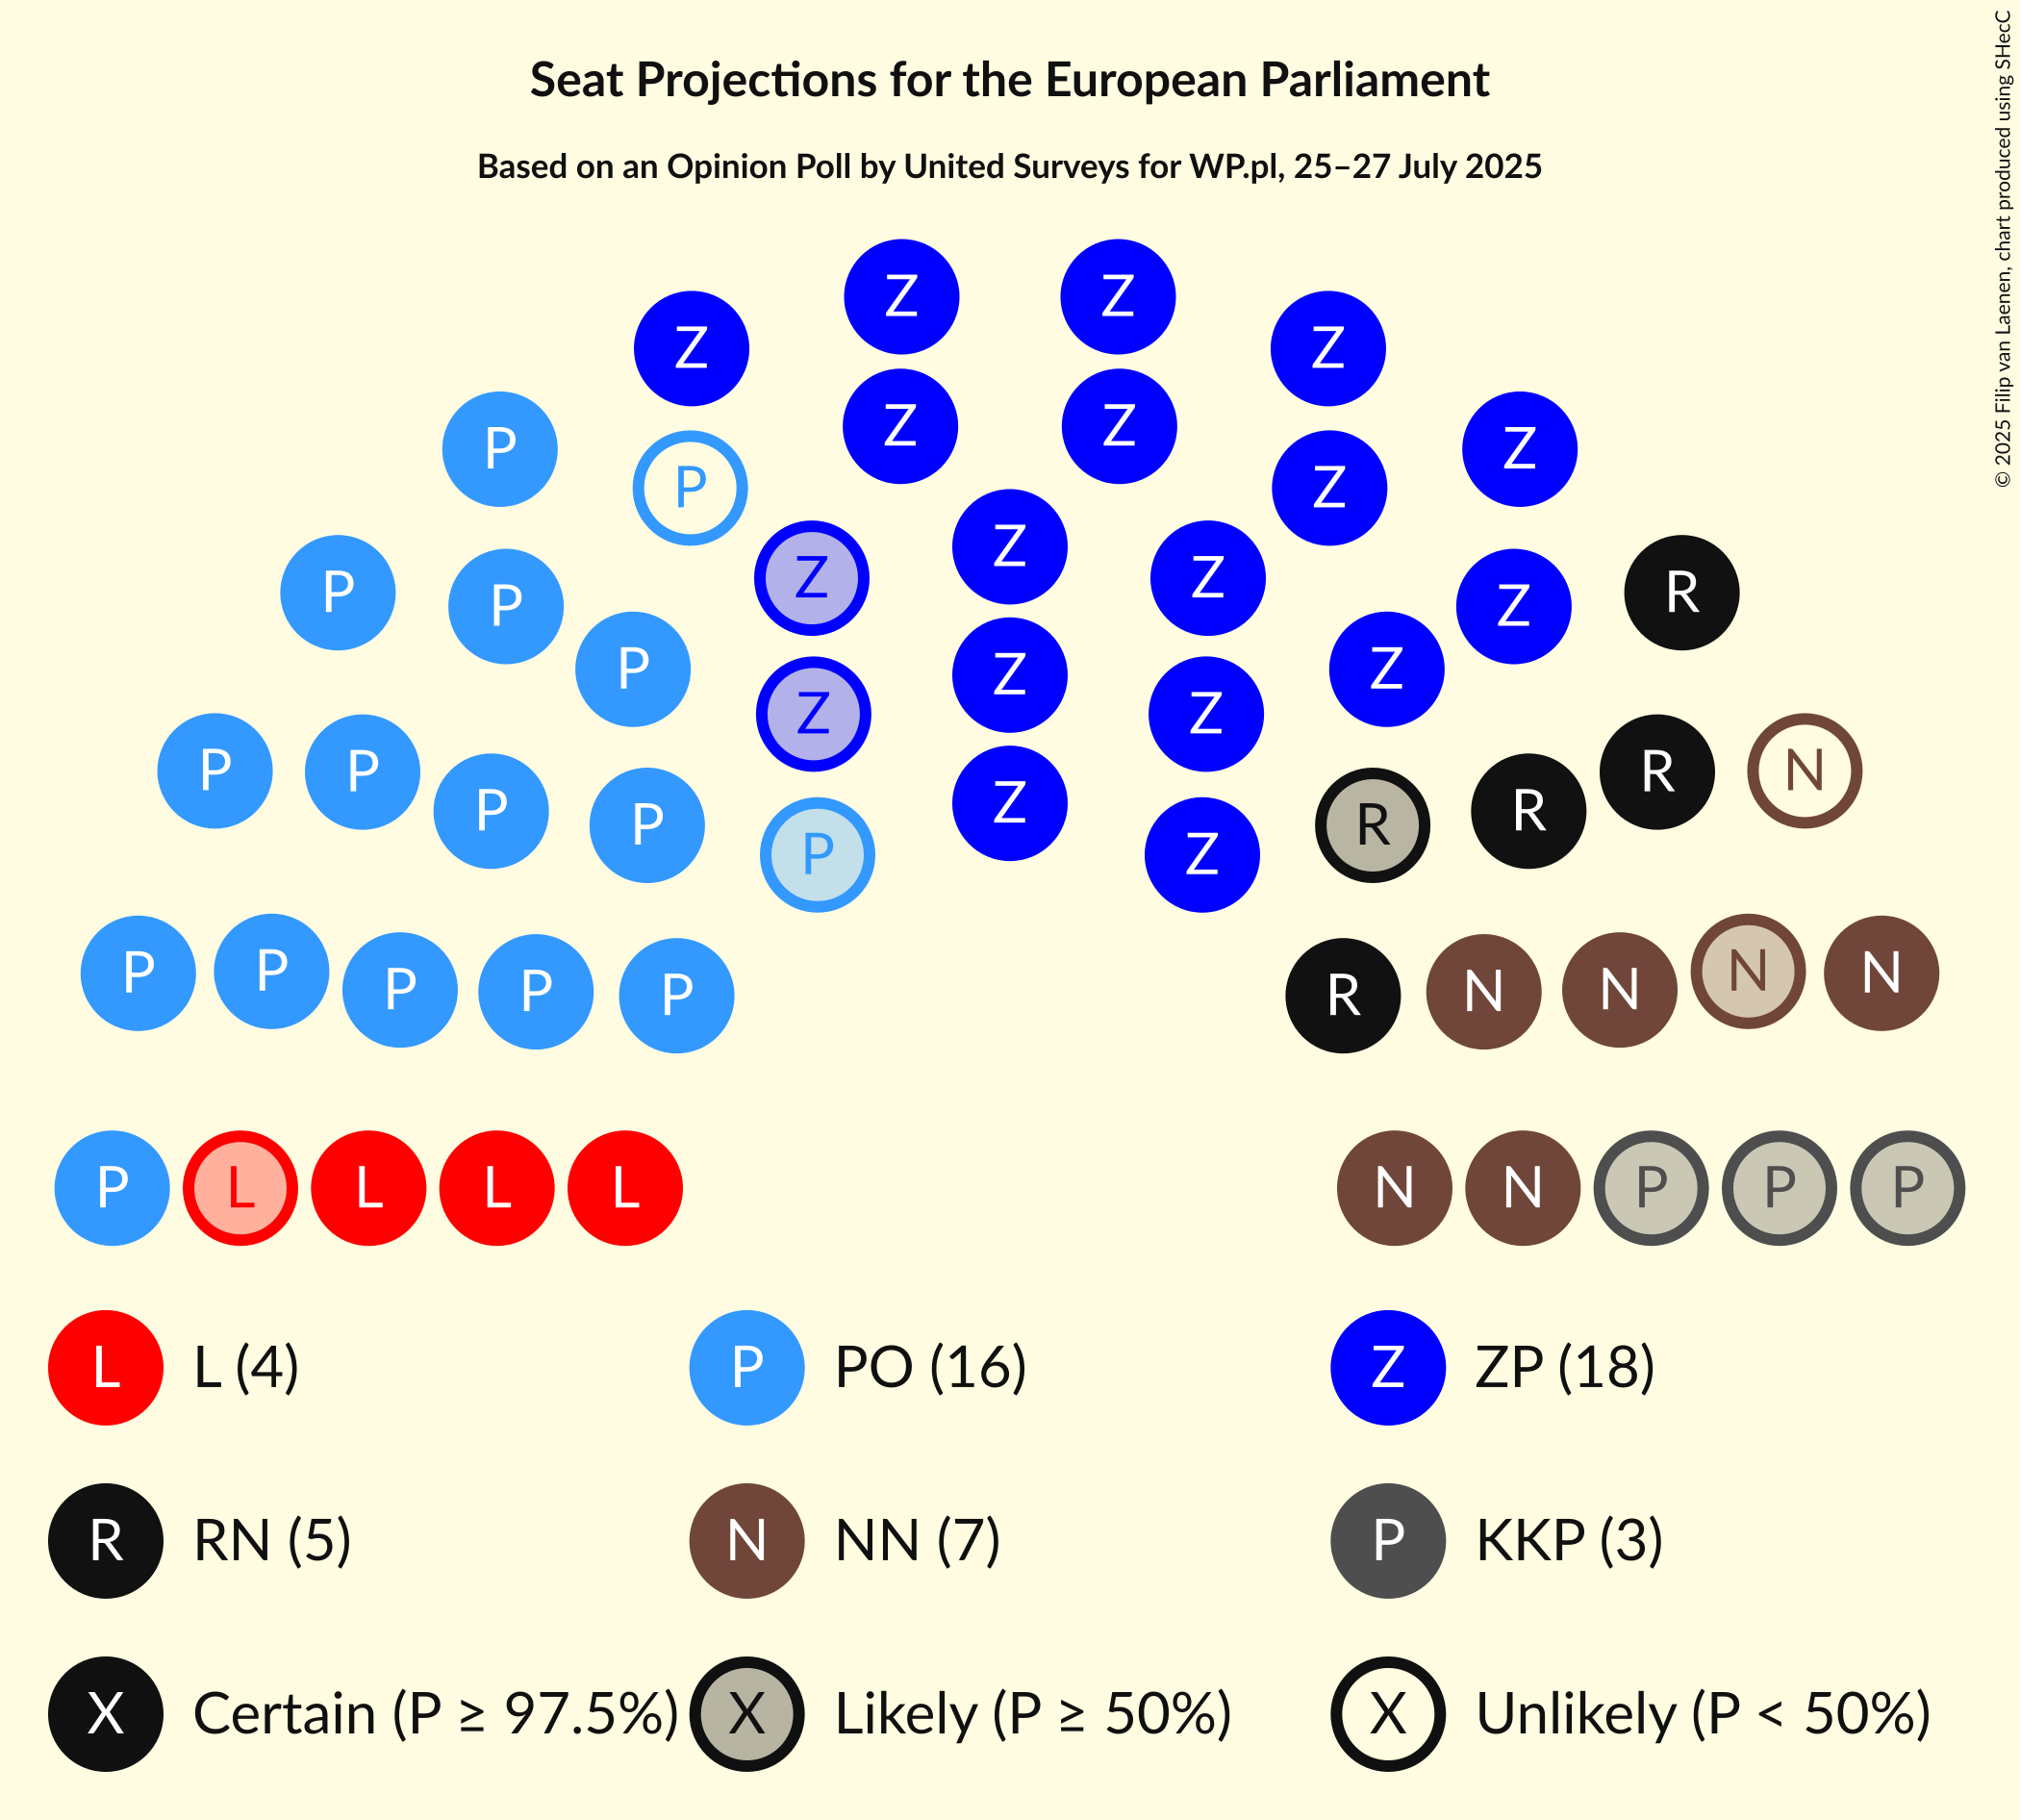 Seat Projections for the European Parliament
Based on an Opinion Poll by United Surveys for WP.pl, 25–27 July 2025
© 2025 Filip van Laenen, chart produced using SHecC
Z Z
Z Z
Z Z
P Z
P Z
Z
Z Z
P P Z R
P Z
Z
Z Z
P P R N
P R
Z
P R
P Z
P P N N
P P N N
P R
P L L L L N N P P P
L L (4) P PO (16) Z ZP (18)
R RN (5) N NN (7) P KKP (3)
X Certain (P ≥ 97.5%) X Likely (P ≥ 50%) X Unlikely (P < 50%)